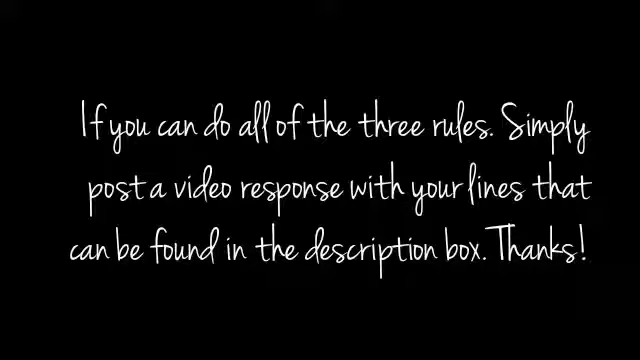 If you can do all of the three rules. Simply
post a video response with your lines that
can be found in the description box. Thanks!